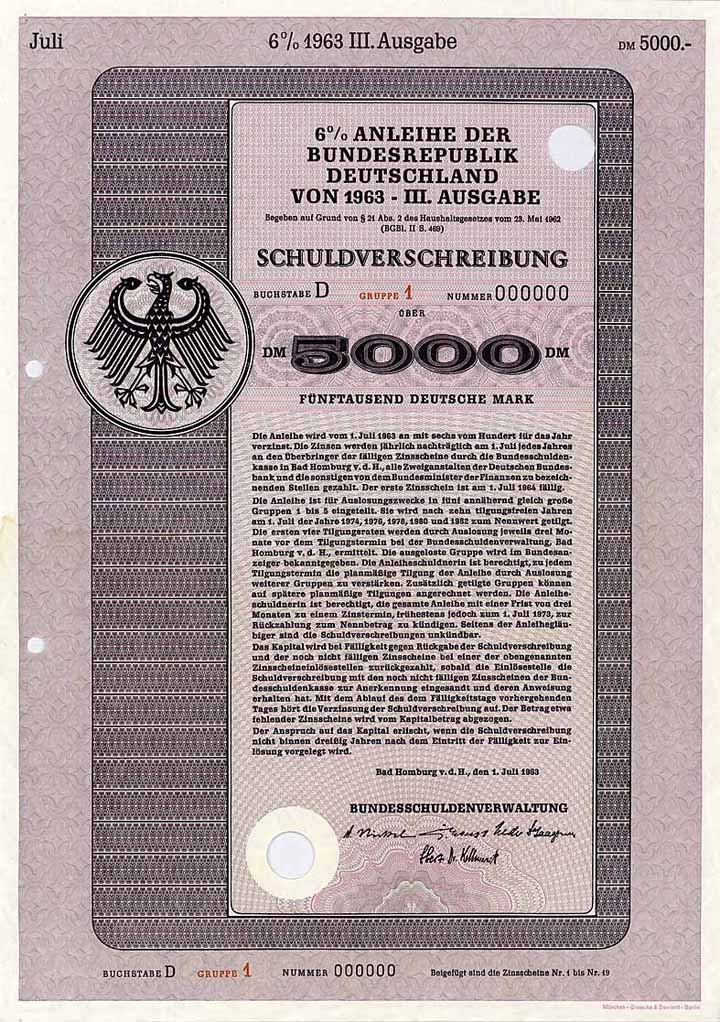 Juli 6% 1963 III. Ausgabe DM 5000.-
6% ANLEIHE DER
BUNDESREPUBLIK
DEUTSCHLAND
VON 1963 - III. AUSGABE
Begeben auf Grund von § 21 Abs. 2 des Haushaltsgesetzes vom 23. Mai 1962
(BGBl. II S. 469)
SCHULDVERSCHREIBUNG
BUCHSTABE D GRUPPE 1 NUMMER 000000
ÜBER
DM 5000 DM
FÜNFTAUSEND DEUTSCHE MARK
Die Anleihe wird vom 1. Juli 1963 an mit sechs vom Hundert für das Jahr
verzinst. Die Zinsen werden jährlich nachträglich am 1. Juli jedes Jahres
an den Überbringer der fälligen Zinsscheine durch die Bundesschulden-
kasse in Bad Homburg v. d. H., alle Zweiganstalten der Deutschen Bundes-
bank und die sonstigen von dem Bundesminister der Finanzen zu bezeich-
nenden Stellen gezahlt. Der erste Zinsschein ist am 1. Juli 1964 fällig.
Die Anleihe ist für Auslosungszwecke in fünf annähernd gleich große
Gruppen 1 bis 5 eingeteilt. Sie wird nach zehn tilgungsfreien Jahren
am 1. Juli der Jahre 1974, 1976, 1978, 1980 und 1982 zum Nennwert getilgt.
Die ersten vier Tilgungsraten werden durch Auslosung jeweils drei Mo-
nate vor dem Tilgungstermin bei der Bundesschuldenverwaltung, Bad
Homburg v. d. H., ermittelt. Die ausgeloste Gruppe wird im Bundesan-
zeiger bekanntgegeben. Die Anleiheschuldnerin ist berechtigt, zu jedem
Tilgungstermin die planmäßige Tilgung der Anleihe durch Auslosung
weiterer Gruppen zu verstärken. Zusätzlich getilgte Gruppen können
auf spätere planmäßige Tilgungen angerechnet werden. Die Anleihe-
schuldnerin ist berechtigt, die gesamte Anleihe mit einer Frist von drei
Monaten zu einem Zinstermin, frühestens jedoch zum 1. Juli 1973, zur
Rückzahlung zum Nennbetrag zu kündigen. Seitens der Anleihegläu-
biger sind die Schuldverschreibungen unkündbar.
Das Kapital wird bei Fälligkeit gegen Rückgabe der Schuldverschreibung
und der noch nicht fälligen Zinsscheine bei einer der obengenannten
Zinsscheineinlösestellen zurückgezahlt, sobald die Einlösestelle die
Schuldverschreibung mit den noch nicht fälligen Zinsscheinen der Bun-
desschuldenkasse zur Anerkennung eingesandt und deren Anweisung
erhalten hat. Mit dem Ablauf des dem Fälligkeitstage vorhergehenden
Tages hört die Verzinsung der Schuldverschreibung auf. Der Betrag etwa
fehlender Zinsscheine wird vom Kapitalbetrag abgezogen.
Der Anspruch auf das Kapital erlischt, wenn die Schuldverschreibung
nicht binnen dreißig Jahren nach dem Eintritt der Fälligkeit zur Ein-
lösung vorgelegt wird.
Bad Homburg v. d. H., den 1. Juli 1963
BUNDESSCHULDENVERWALTUNG
BUCHSTABE D GRUPPE 1 NUMMER 000000 Beigefügt sind die Zinsscheine Nr. 1 bis Nr. 19
München · Giesecke & Devrient · Berlin